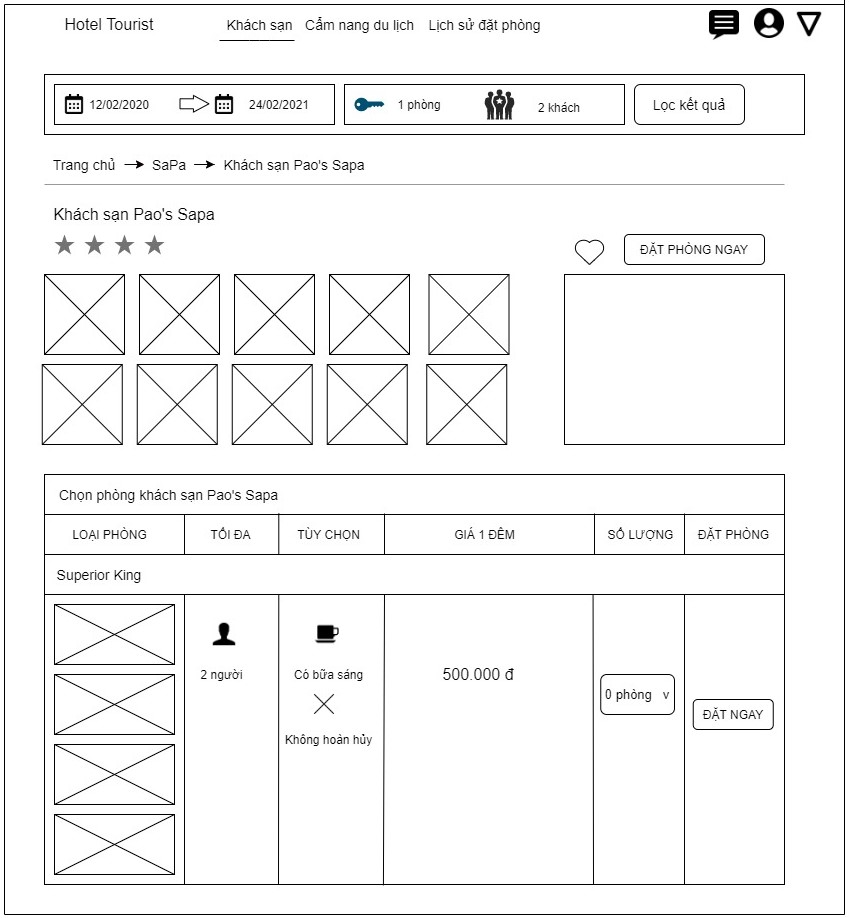 Hotel Tourist
Khách sạn Cẩm nang du lịch Lịch sử đặt phòng
12/02/2020 24/02/2021 1 phòng 2 khách Lọc kết quả
Trang chủ SaPa Khách sạn Pao's Sapa
Khách sạn Pao's Sapa
ĐẶT PHÒNG NGAY
Chọn phòng khách sạn Pao's Sapa
LOẠI PHÒNG TỐI ĐA TÙY CHỌN GIÁ 1 ĐÊM SỐ LƯỢNG ĐẶT PHÒNG
Superior King
2 người Có bữa sáng 500.000 đ
0 phòng v
ĐẶT NGAY
Không hoàn hủy